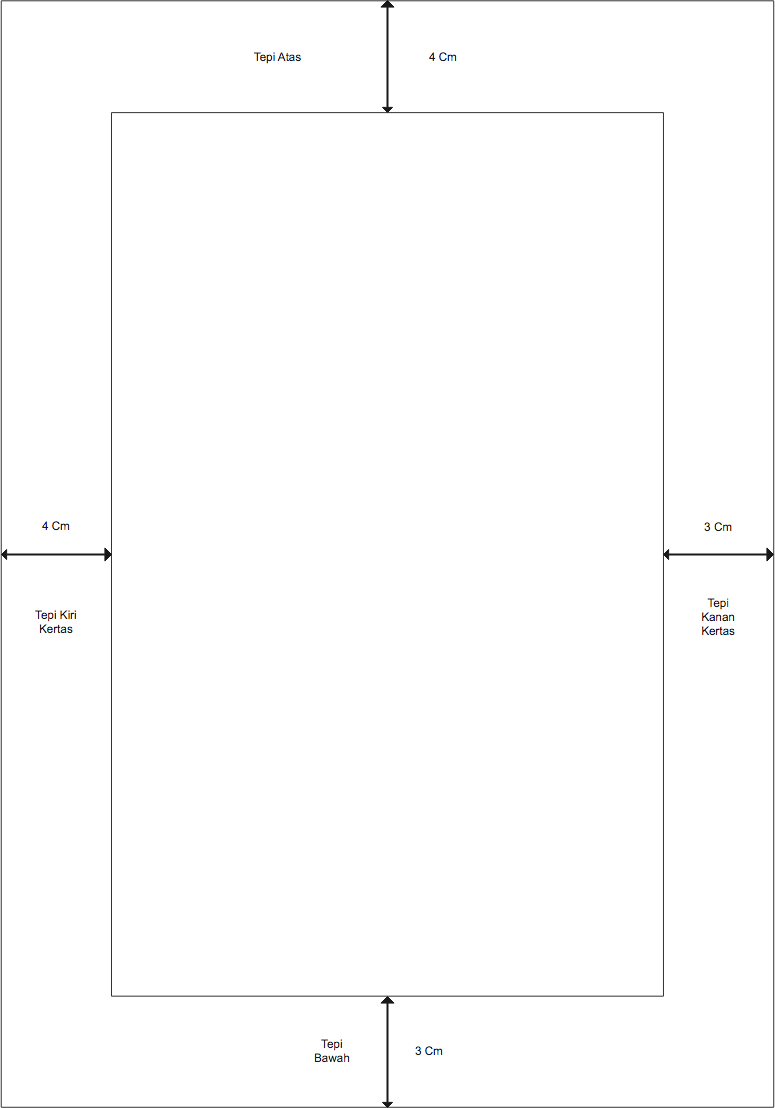 Tepi Atas
4 Cm
4 Cm
3 Cm
Tepi Kiri
Kertas
Tepi
Kanan
Kertas
Tepi
Bawah
3 Cm